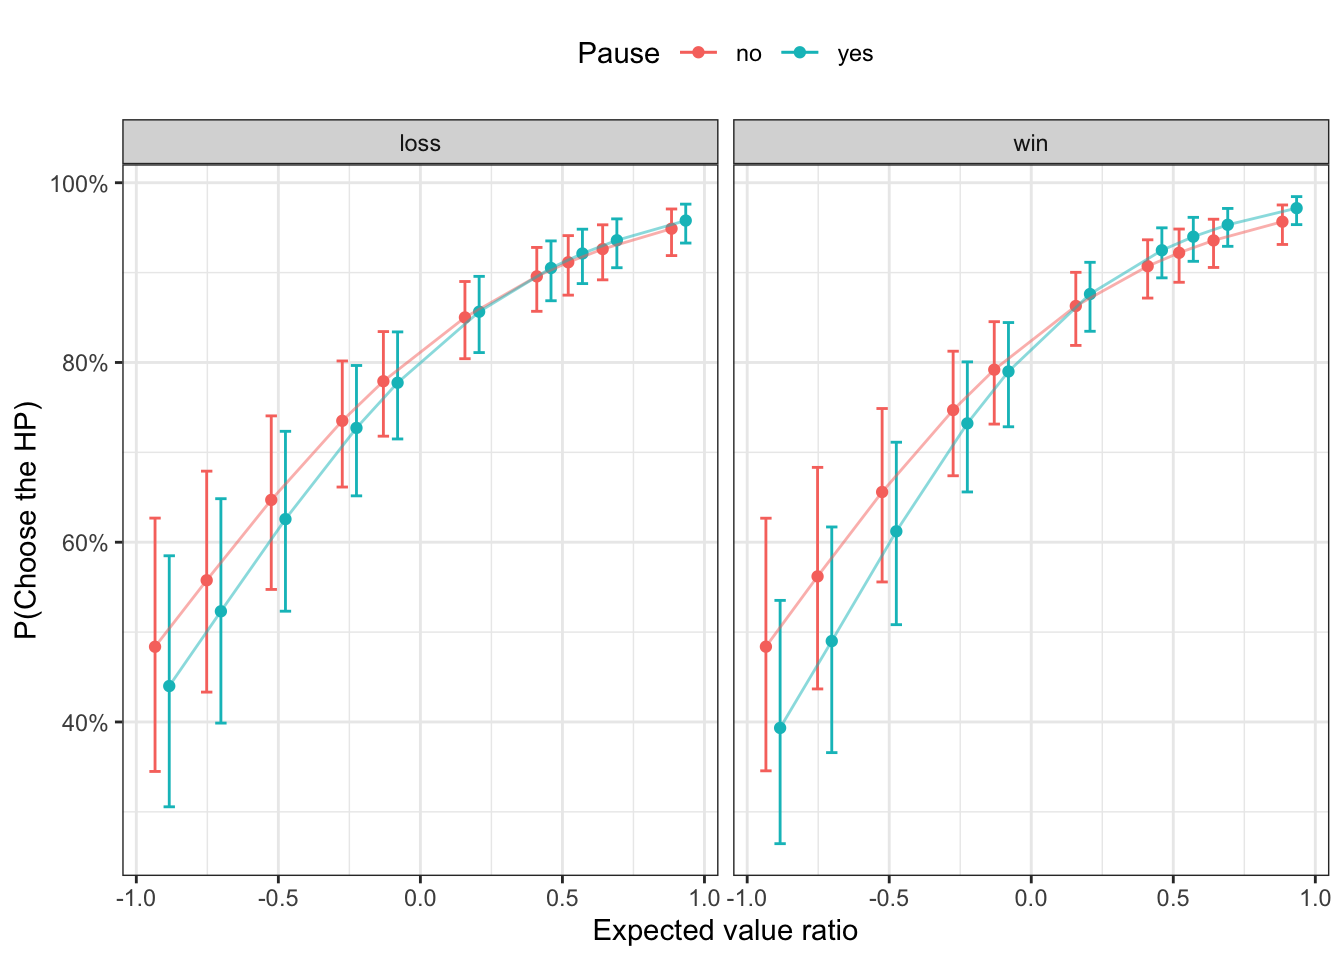 Pause no yes
loss win
100%
80%
60%
40%
P(Choose the HP)
-1.0 -0.5 0.0 0.5 1.0 -1.0 -0.5 0.0 0.5 1.0
Expected value ratio